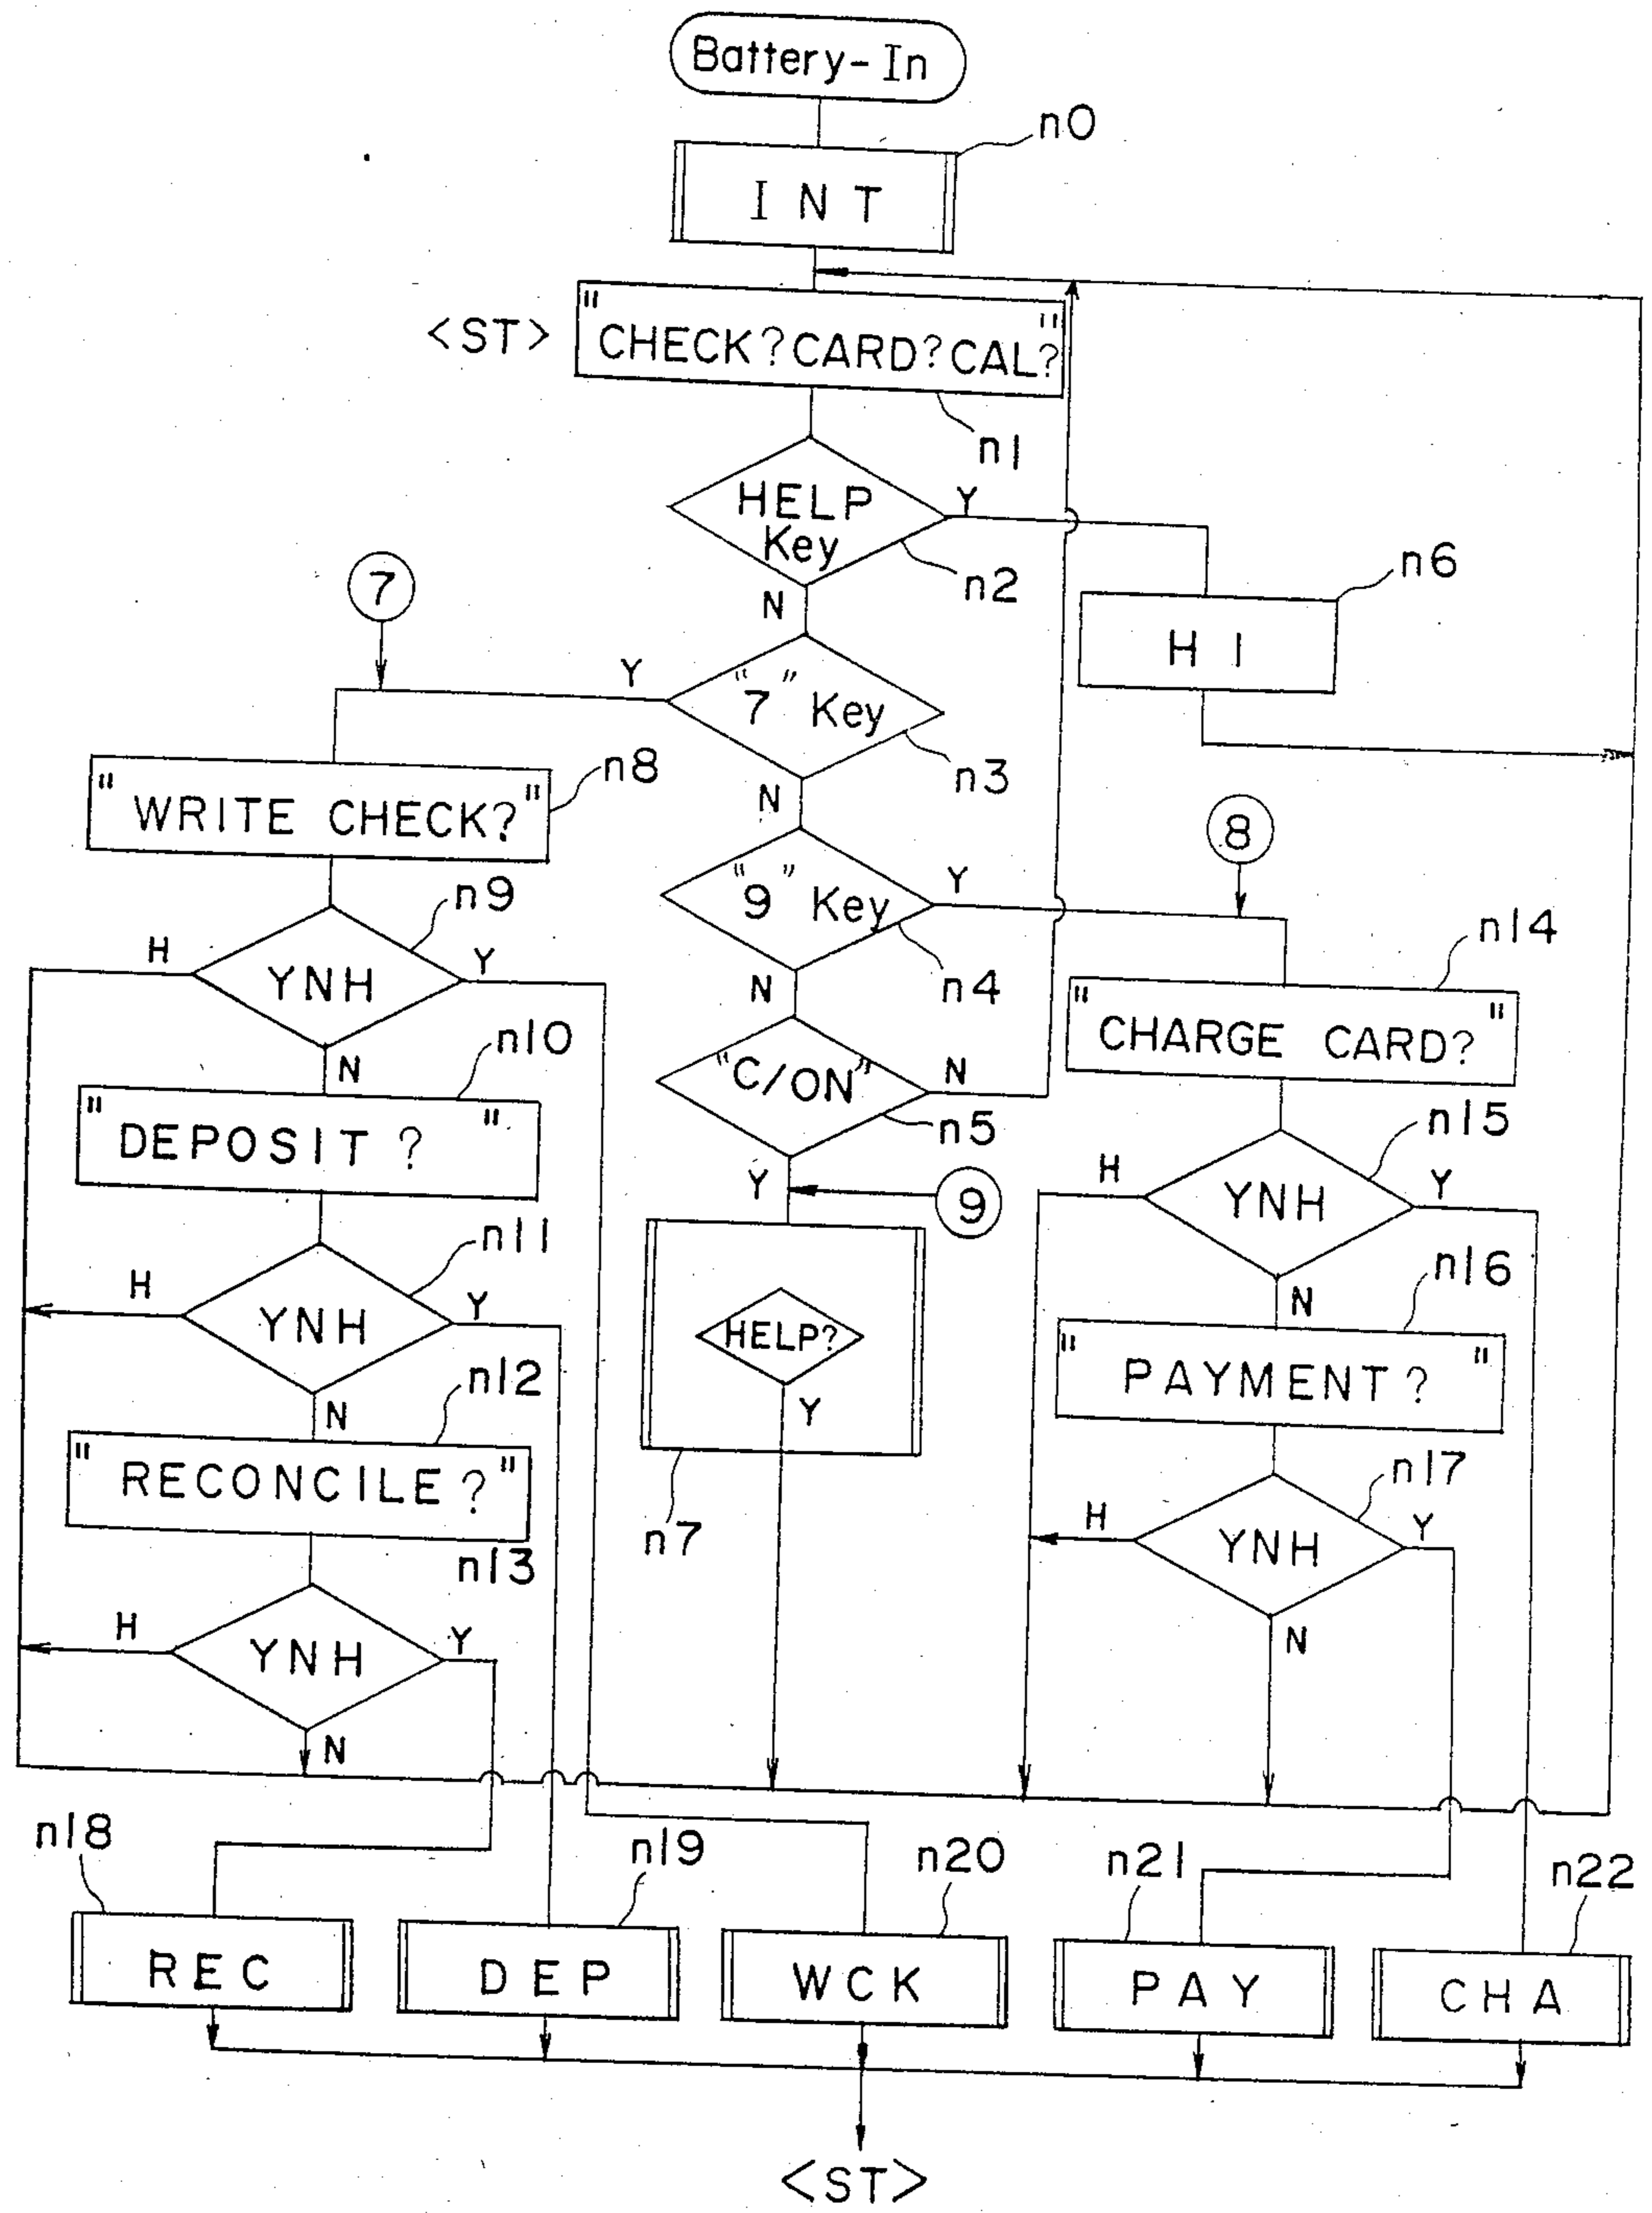 Battery-In
n0
INT
<ST>
"CHECK?CARD?CAL?"
n1
HELP
Key
Y
n2
N
n6
HI
7
Y
"7" Key
n3
N
n8
"WRITE CHECK?"
8
"9" Key
Y
n4
N
n9
H
YNH
Y
N
n14
"CHARGE CARD?"
n10
"DEPOSIT ?"
"C/ON"
N
n5
Y
9
n15
H
YNH
Y
N
n11
H
YNH
Y
N
HELP?
Y
n7
n16
"PAYMENT?"
n12
"RECONCILE?"
n17
H
YNH
Y
N
n13
H
YNH
Y
N
n18
REC
n19
DEP
n20
WCK
n21
PAY
n22
CHA
<ST>